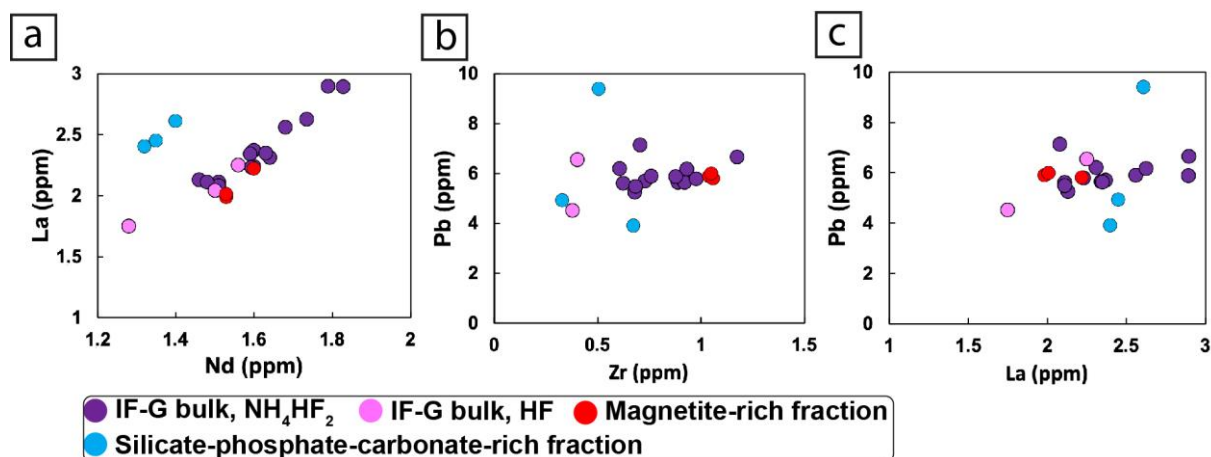 a
b
c
3
2.5
2
1.5
1
La (ppm)
1.2
1.4
1.6
1.8
2
Nd (ppm)
10
8
6
4
2
0
Pb (ppm)
0
0.5
1
1.5
Zr (ppm)
10
8
6
4
2
0
Pb (ppm)
1
1.5
2
2.5
3
La (ppm)
IF-G bulk, NH₄HF₂
IF-G bulk, HF
Magnetite-rich fraction
Silicate-phosphate-carbonate-rich fraction